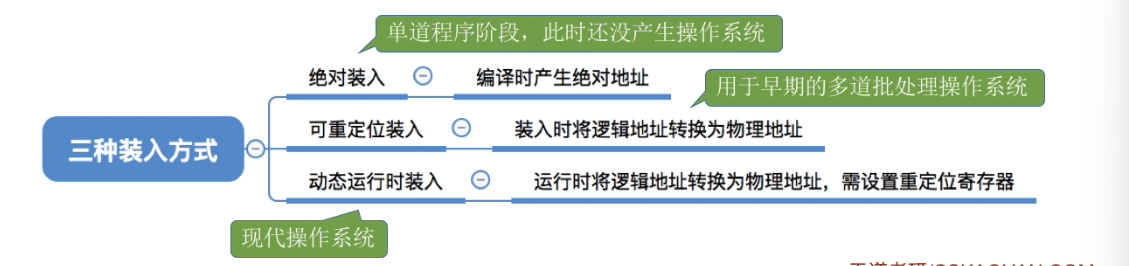 单道程序阶段，此时还没产生操作系统
绝对装入
编译时产生绝对地址
用于早期的多道批处理操作系统
三种装入方式
可重定位装入
装入时将逻辑地址转换为物理地址
动态运行时装入
运行时将逻辑地址转换为物理地址，需设置重定位寄存器
现代操作系统